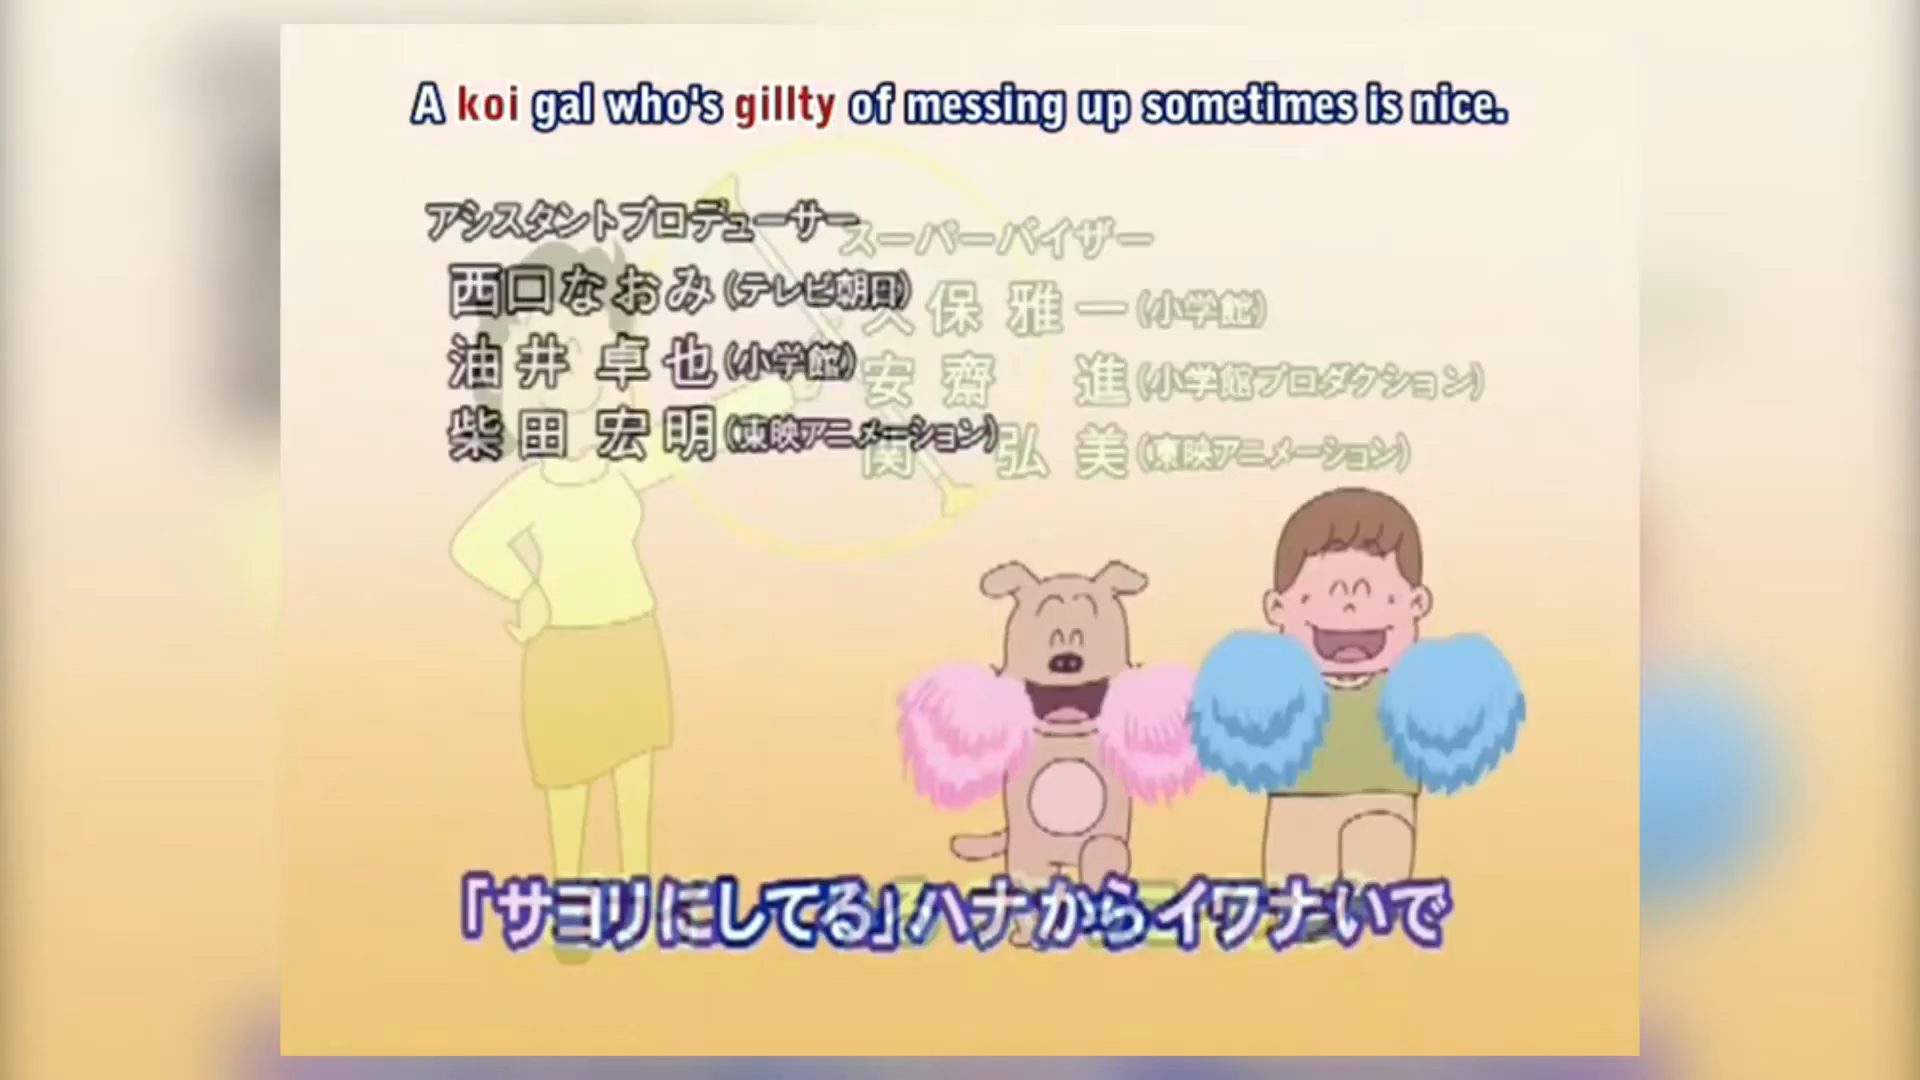 A koi gal who's gillty of messing up sometimes is nice.
アシスタントプロデューサー
西口なおみ(テレビ朝日)
油井 卓也(小学館)
柴田 宏明(東映アニメーション)
スーパーバイザー
久保 雅一(小学館)
安齋 進(小学館プロダクション)
関 弘美(東映アニメーション)
「サヨリにしてる」ハナからイワナいで